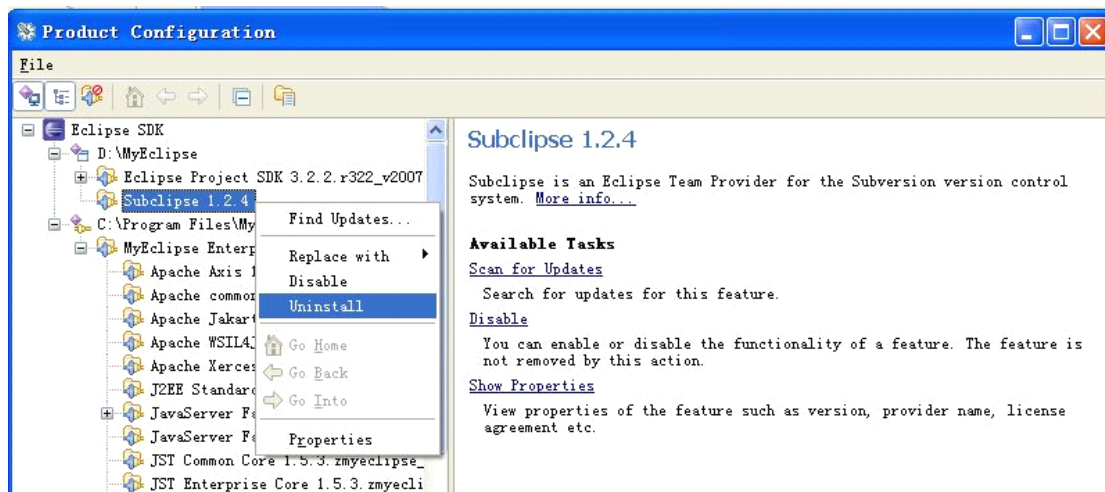 Product Configuration
File
Eclipse SDK
D:\MyEclipse
Eclipse Project SDK 3.2.2.r322_v2007
Subclipse 1.2.4
C:\Program Files\My
MyEclipse Enterp
Apache Axis 1
Apache common
Apache Jakart
Apache WSIL4J
Apache Xerces
J2EE Standard
JavaServer Fa
JavaServer Fa
JST Common Core 1.5.3.zmyeclipse_
JST Enterprise Core 1.5.3.zmyecli
Find Updates...
Replace with
Disable
Uninstall
Go Home
Go Back
Go Into
Properties
Subclipse 1.2.4
Subclipse is an Eclipse Team Provider for the Subversion version control
system. More info...
Available Tasks
Scan for Updates
Search for updates for this feature.
Disable
You can enable or disable the functionality of a feature. The feature is
not removed by this action.
Show Properties
View properties of the feature such as version, provider name, license
agreement etc.